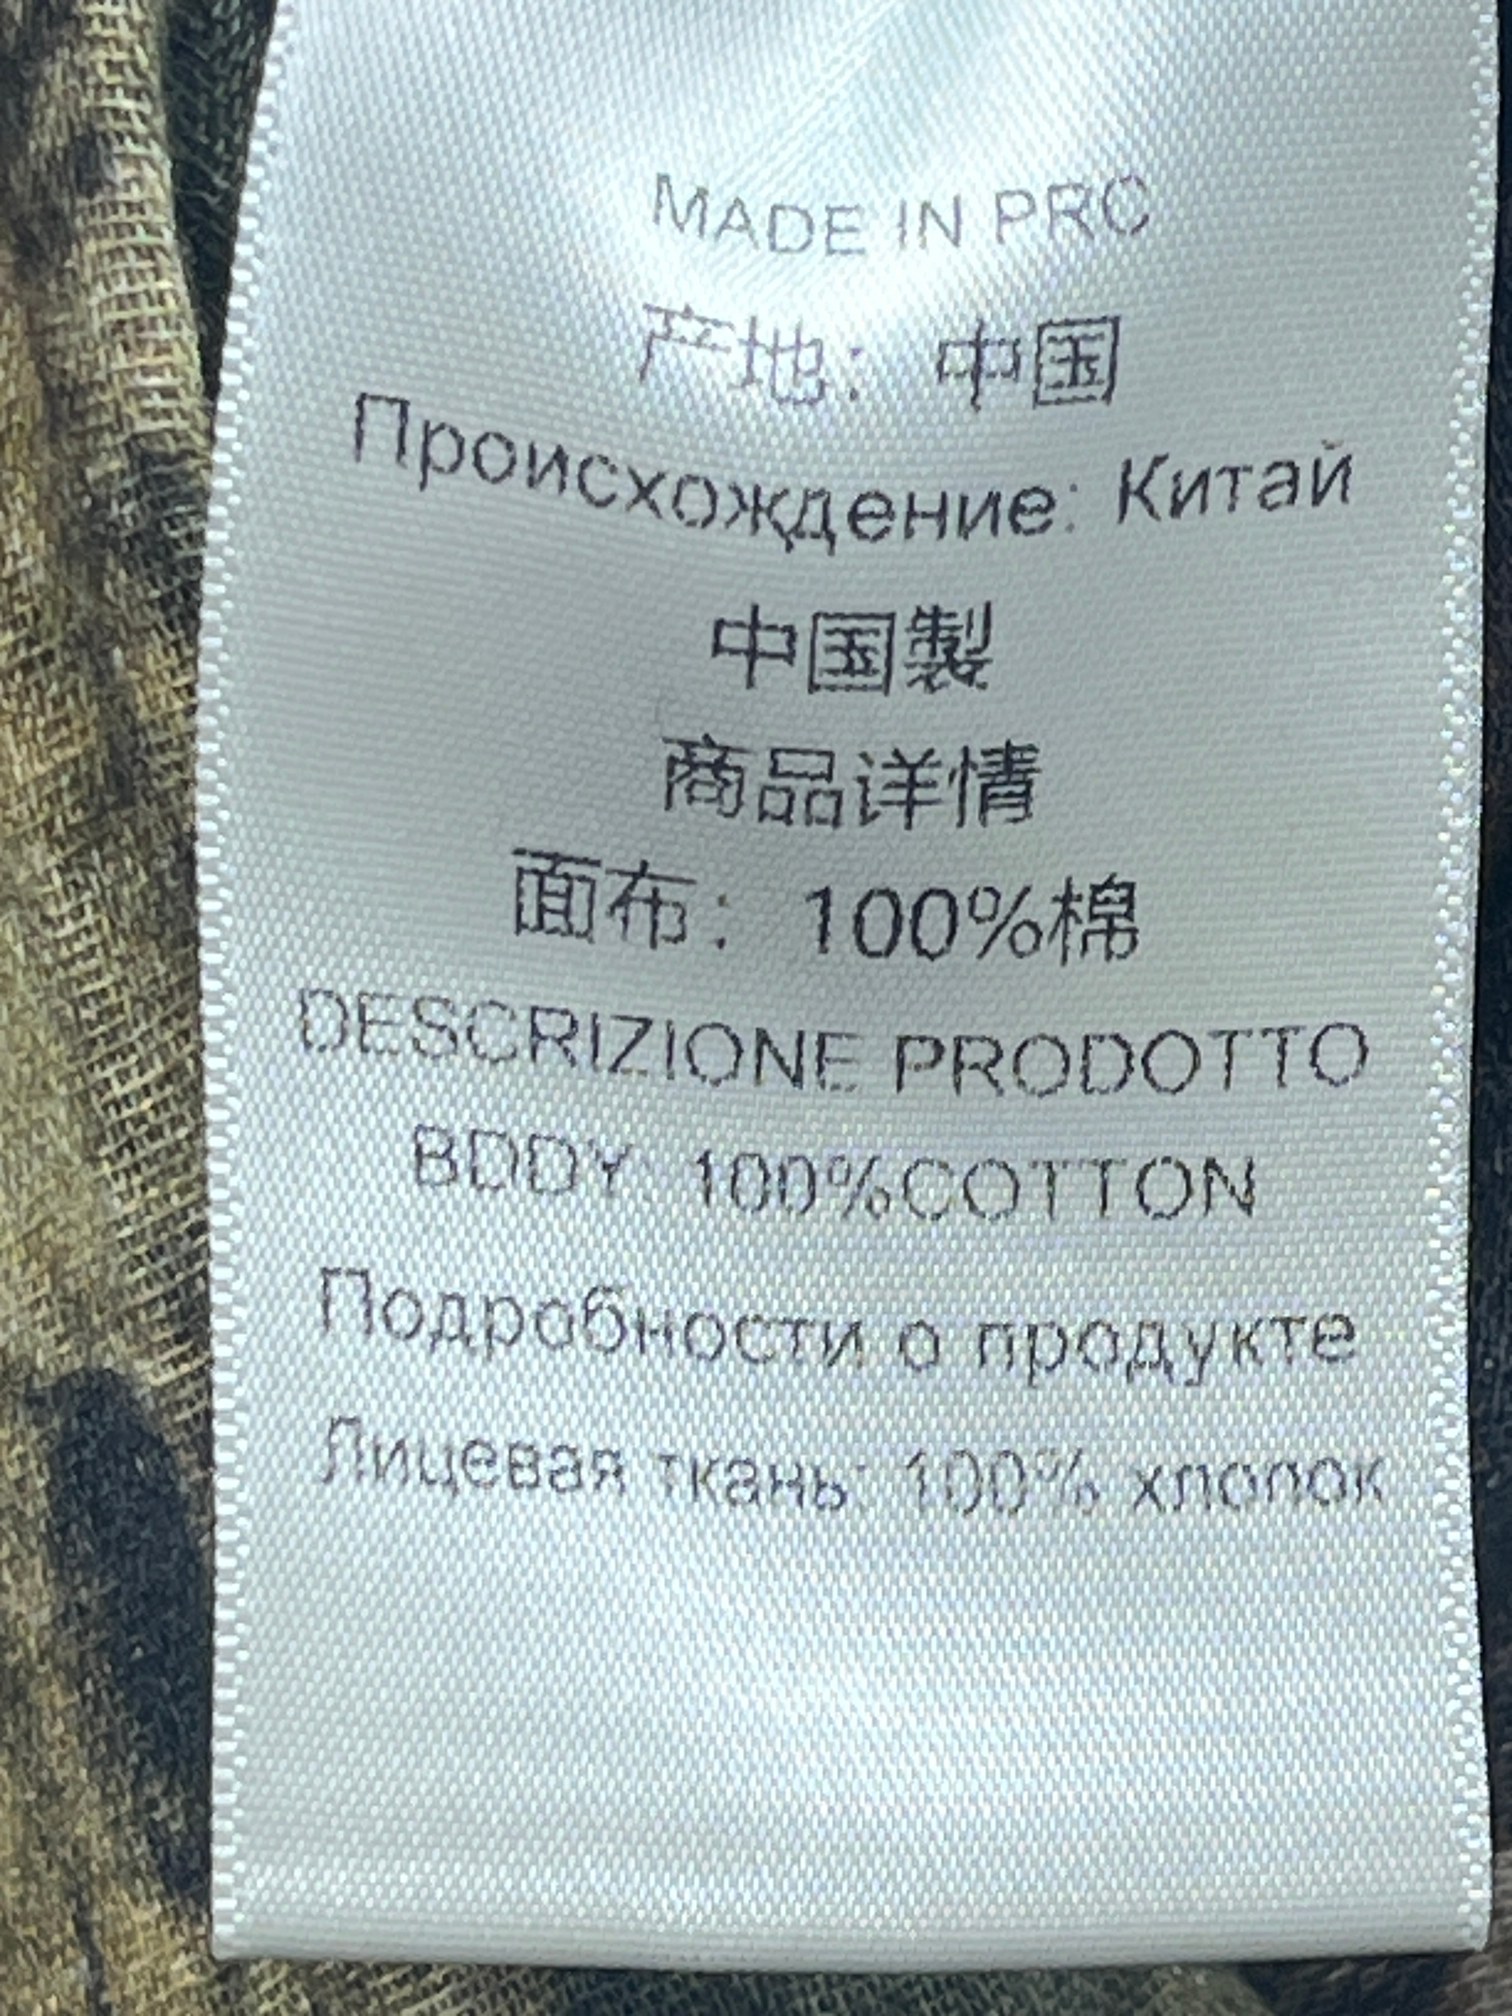 MADE IN PRC
产地：中国
Происхождение: Китай
中国製
商品详情
面布：100%棉
DESCRIZIONE PRODOTTO
BODY: 100%COTTON
Подробности о продукте
Лицевая ткань: 100% хлопок